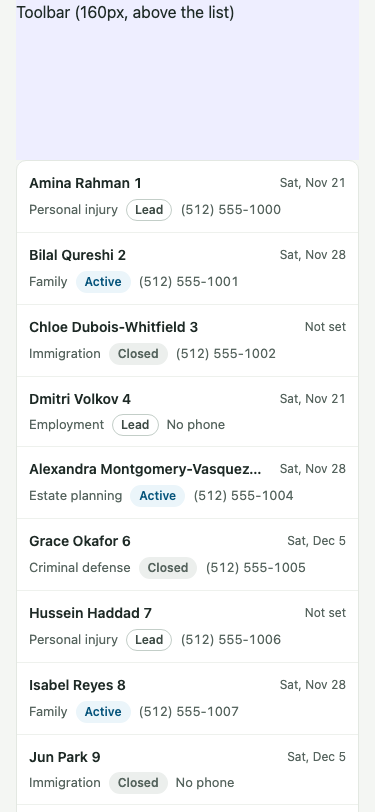 Toolbar (160px, above the list)
Amina Rahman 1 Sat, Nov 21
Personal injury Lead (512) 555-1000
Bilal Qureshi 2 Sat, Nov 28
Family Active (512) 555-1001
Chloe Dubois-Whitfield 3 Not set
Immigration Closed (512) 555-1002
Dmitri Volkov 4 Sat, Nov 21
Employment Lead No phone
Alexandra Montgomery-Vasquez... Sat, Nov 28
Estate planning Active (512) 555-1004
Grace Okafor 6 Sat, Dec 5
Criminal defense Closed (512) 555-1005
Hussein Haddad 7 Not set
Personal injury Lead (512) 555-1006
Isabel Reyes 8 Sat, Nov 28
Family Active (512) 555-1007
Jun Park 9 Sat, Dec 5
Immigration Closed No phone